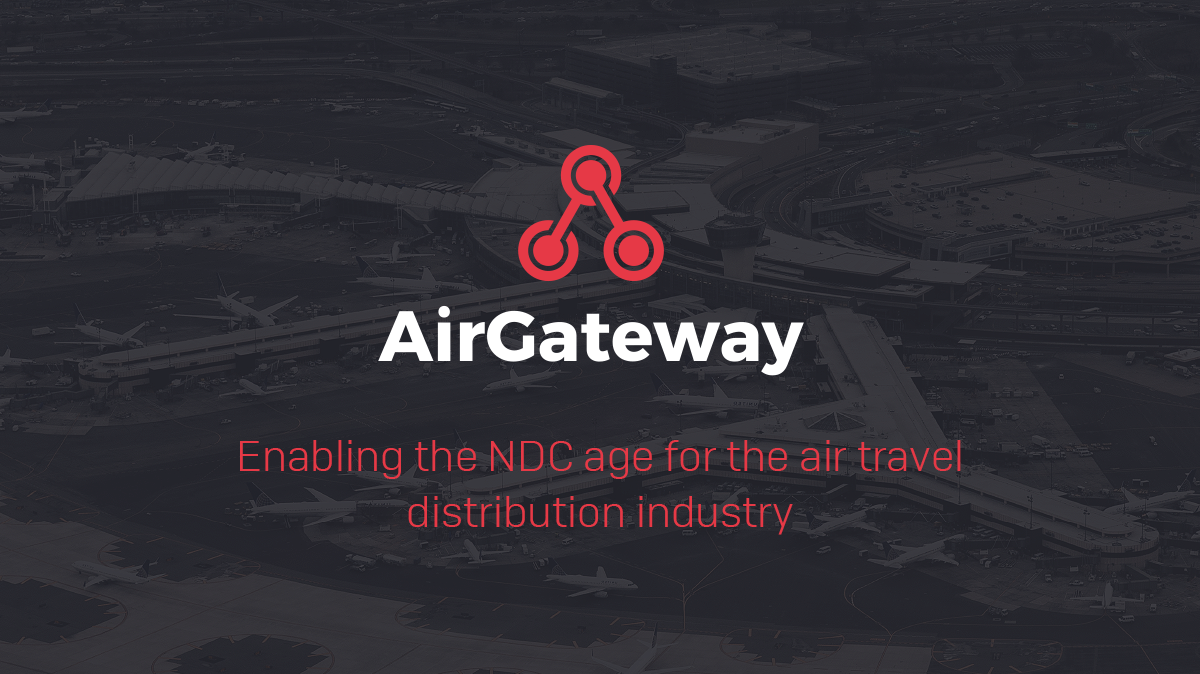 AirGateway
Enabling the NDC age for the air travel
distribution industry